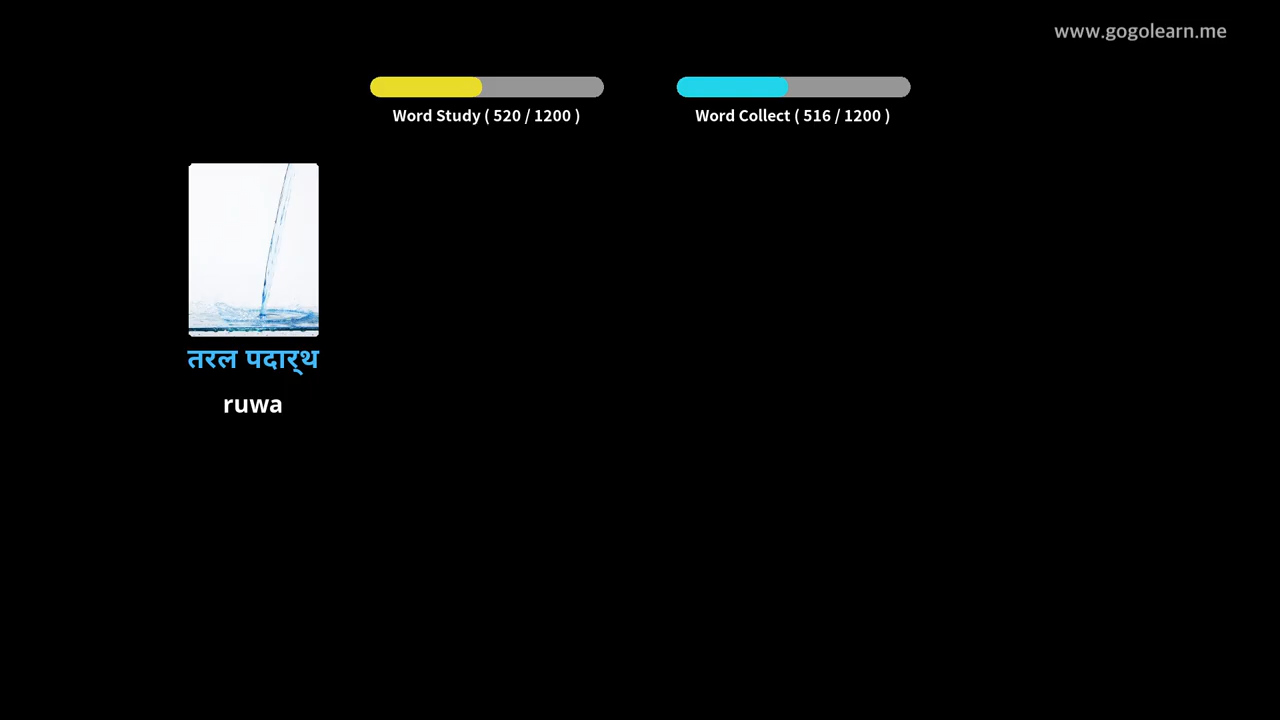 www.gogolearn.me
Word Study ( 520 / 1200 )
Word Collect ( 516 / 1200 )
तरल पदार्थ
ruwa